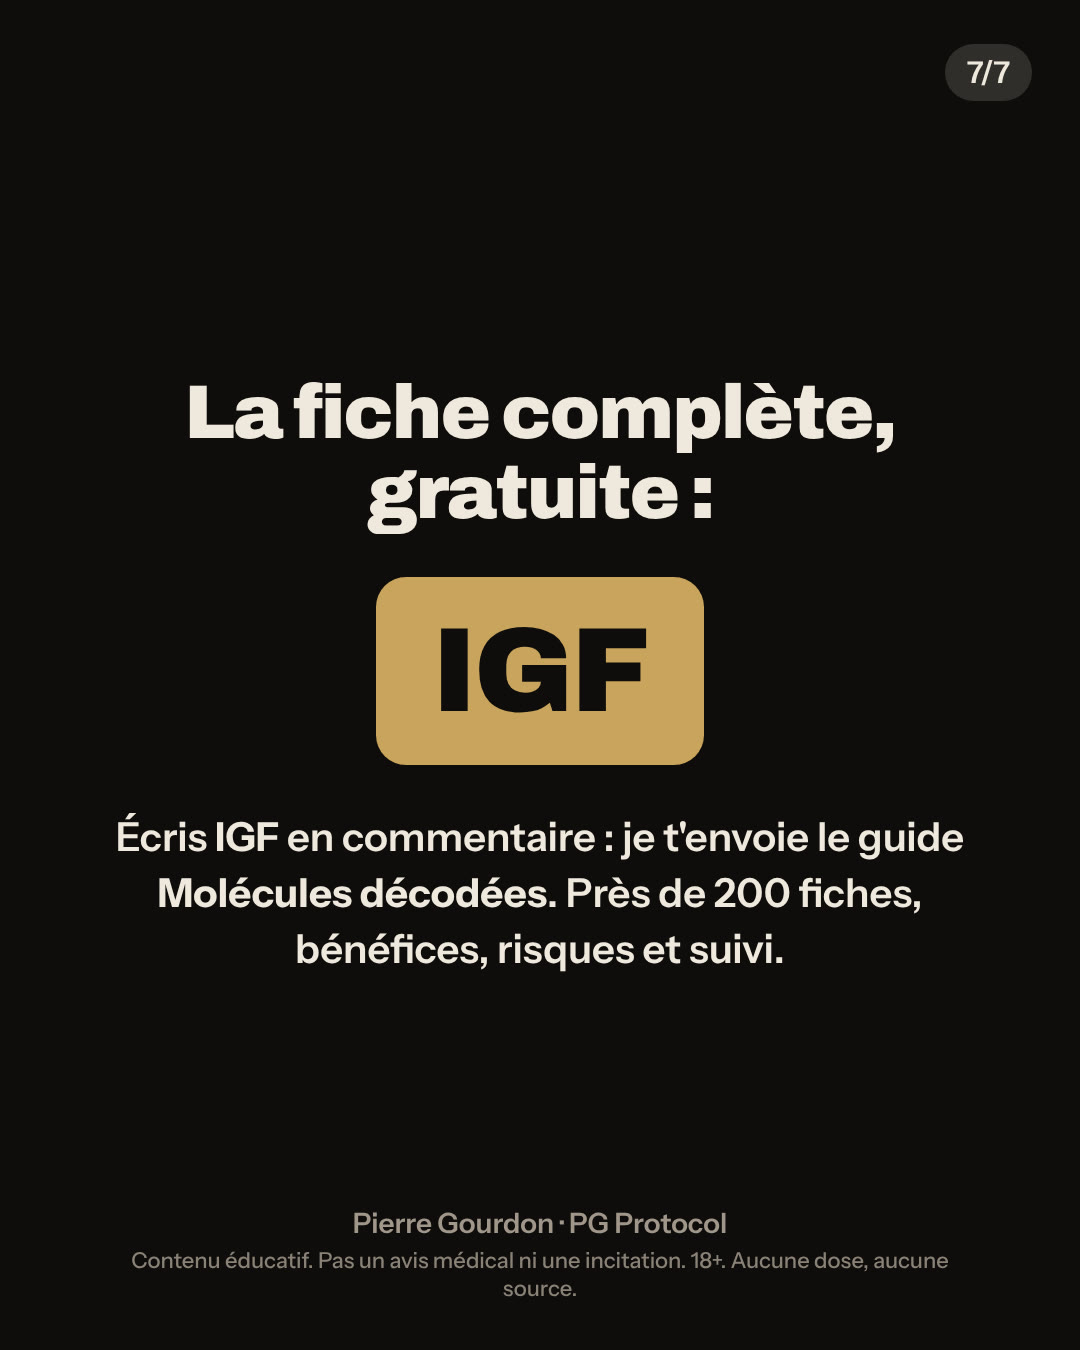 7/7
La fiche complète,
gratuite :
IGF
Écris IGF en commentaire : je t'envoie le guide
Molécules décodées. Près de 200 fiches,
bénéfices, risques et suivi.
Pierre Gourdon · PG Protocol
Contenu éducatif. Pas un avis médical ni une incitation. 18+. Aucune dose, aucune
source.